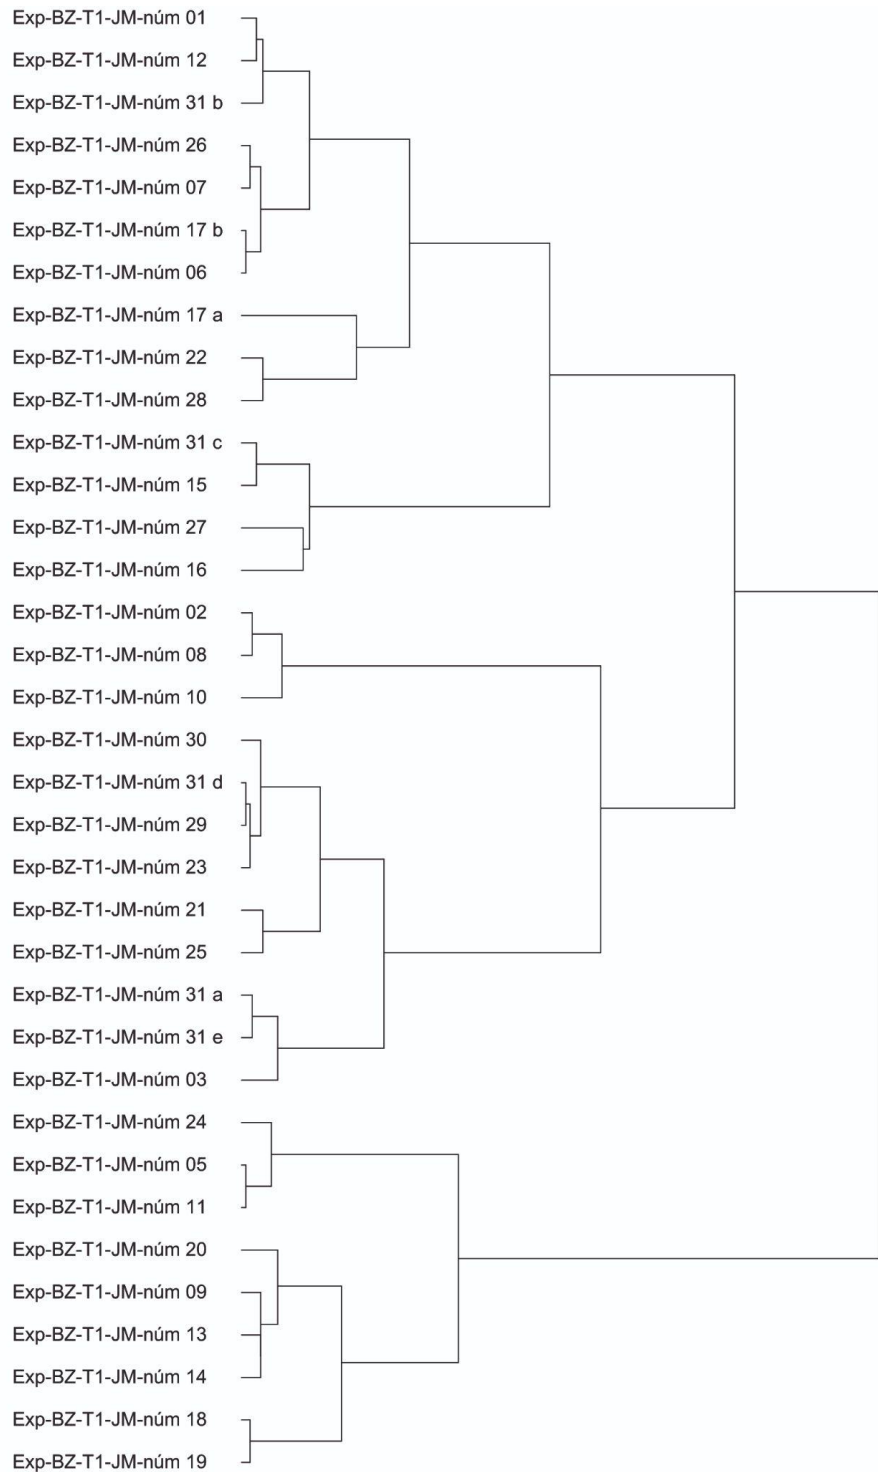 Exp-BZ-T1-JM-núm 01
Exp-BZ-T1-JM-núm 12
Exp-BZ-T1-JM-núm 31 b
Exp-BZ-T1-JM-núm 26
Exp-BZ-T1-JM-núm 07
Exp-BZ-T1-JM-núm 17 b
Exp-BZ-T1-JM-núm 06
Exp-BZ-T1-JM-núm 17 a
Exp-BZ-T1-JM-núm 22
Exp-BZ-T1-JM-núm 28
Exp-BZ-T1-JM-núm 31 c
Exp-BZ-T1-JM-núm 15
Exp-BZ-T1-JM-núm 27
Exp-BZ-T1-JM-núm 16
Exp-BZ-T1-JM-núm 02
Exp-BZ-T1-JM-núm 08
Exp-BZ-T1-JM-núm 10
Exp-BZ-T1-JM-núm 30
Exp-BZ-T1-JM-núm 31 d
Exp-BZ-T1-JM-núm 29
Exp-BZ-T1-JM-núm 23
Exp-BZ-T1-JM-núm 21
Exp-BZ-T1-JM-núm 25
Exp-BZ-T1-JM-núm 31 a
Exp-BZ-T1-JM-núm 31 e
Exp-BZ-T1-JM-núm 03
Exp-BZ-T1-JM-núm 24
Exp-BZ-T1-JM-núm 05
Exp-BZ-T1-JM-núm 11
Exp-BZ-T1-JM-núm 20
Exp-BZ-T1-JM-núm 09
Exp-BZ-T1-JM-núm 13
Exp-BZ-T1-JM-núm 14
Exp-BZ-T1-JM-núm 18
Exp-BZ-T1-JM-núm 19